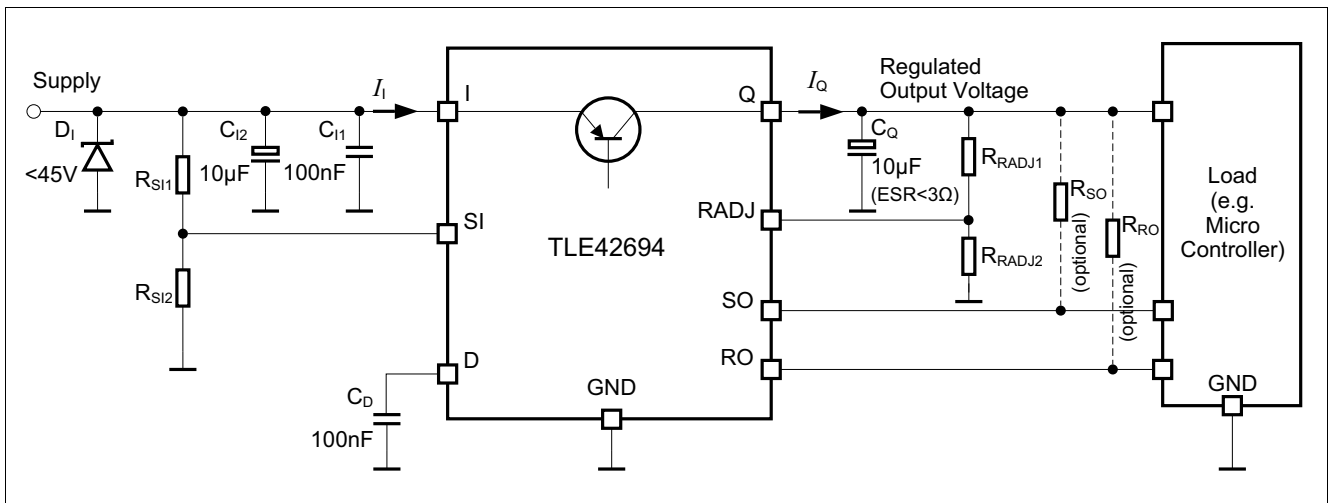 Supply
I_I
I
Q
I_Q
Regulated
Output Voltage
D_I
<45V
R_SI1
C_I2
10µF
C_I1
100nF
C_Q
10µF
(ESR<3Ω)
R_RADJ1
R_SO
(optional)
R_RO
(optional)
Load
(e.g.
Micro
Controller)
SI
TLE42694
RADJ
R_SI2
R_RADJ2
SO
D
RO
GND
GND
C_D
100nF